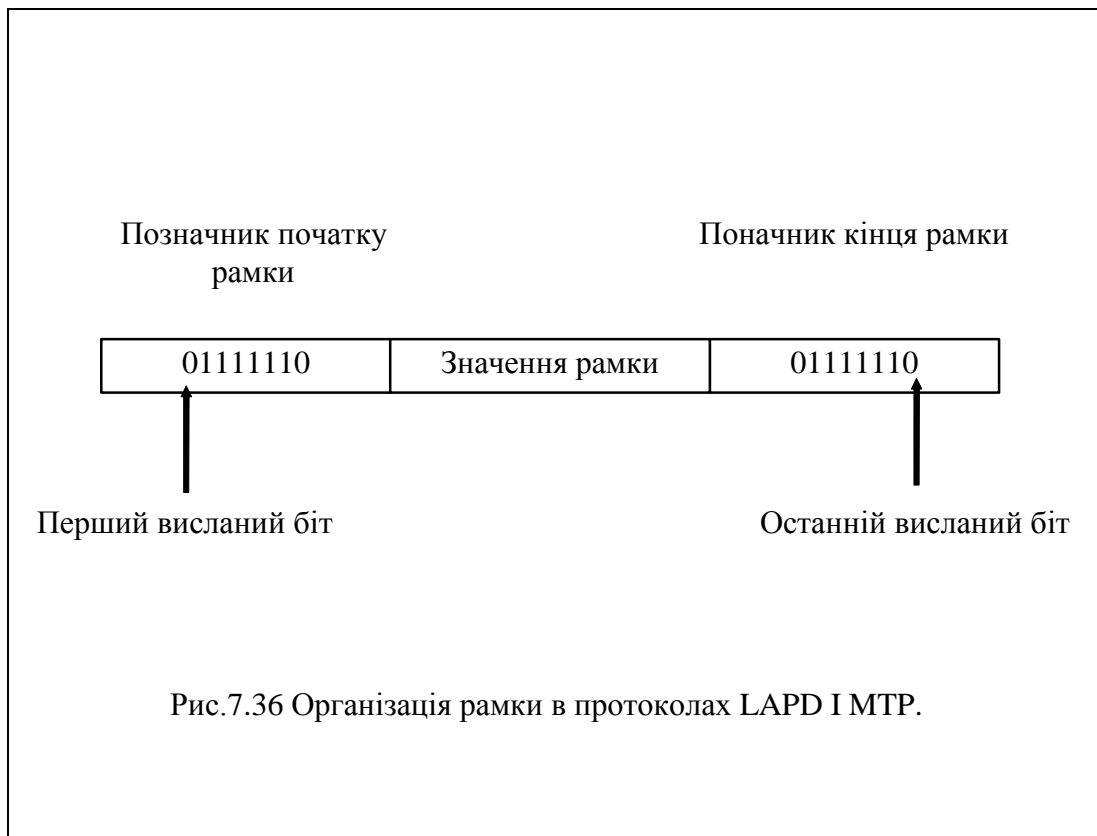 Позначник початку
рамки
Поначник кінця рамки
01111110
Значення рамки
01111110
Перший висланий біт
Останній висланий біт
Рис.7.36 Організація рамки в протоколах LAPD І МТР.